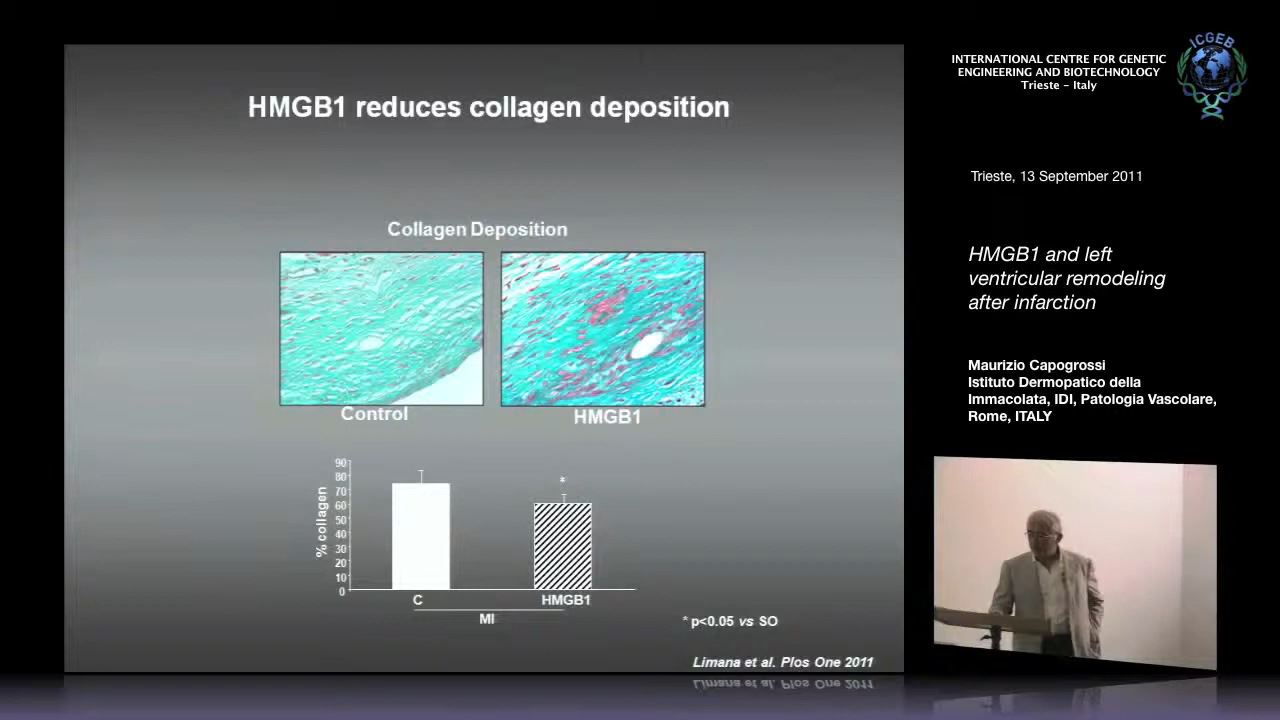 HMGB1 reduces collagen deposition
Collagen Deposition
Control
HMGB1
90
80
70
60
50
40
30
20
10
0
% collagen
C
HMGB1
MI
* p<0.05 vs SO
Limana et al. Plos One 2011
INTERNATIONAL CENTRE FOR GENETIC
ENGINEERING AND BIOTECHNOLOGY
Trieste - Italy
ICGEB
Trieste, 13 September 2011
HMGB1 and left
ventricular remodeling
after infarction
Maurizio Capogrossi
Istituto Dermopatico della
Immacolata, IDI, Patologia Vascolare,
Rome, ITALY